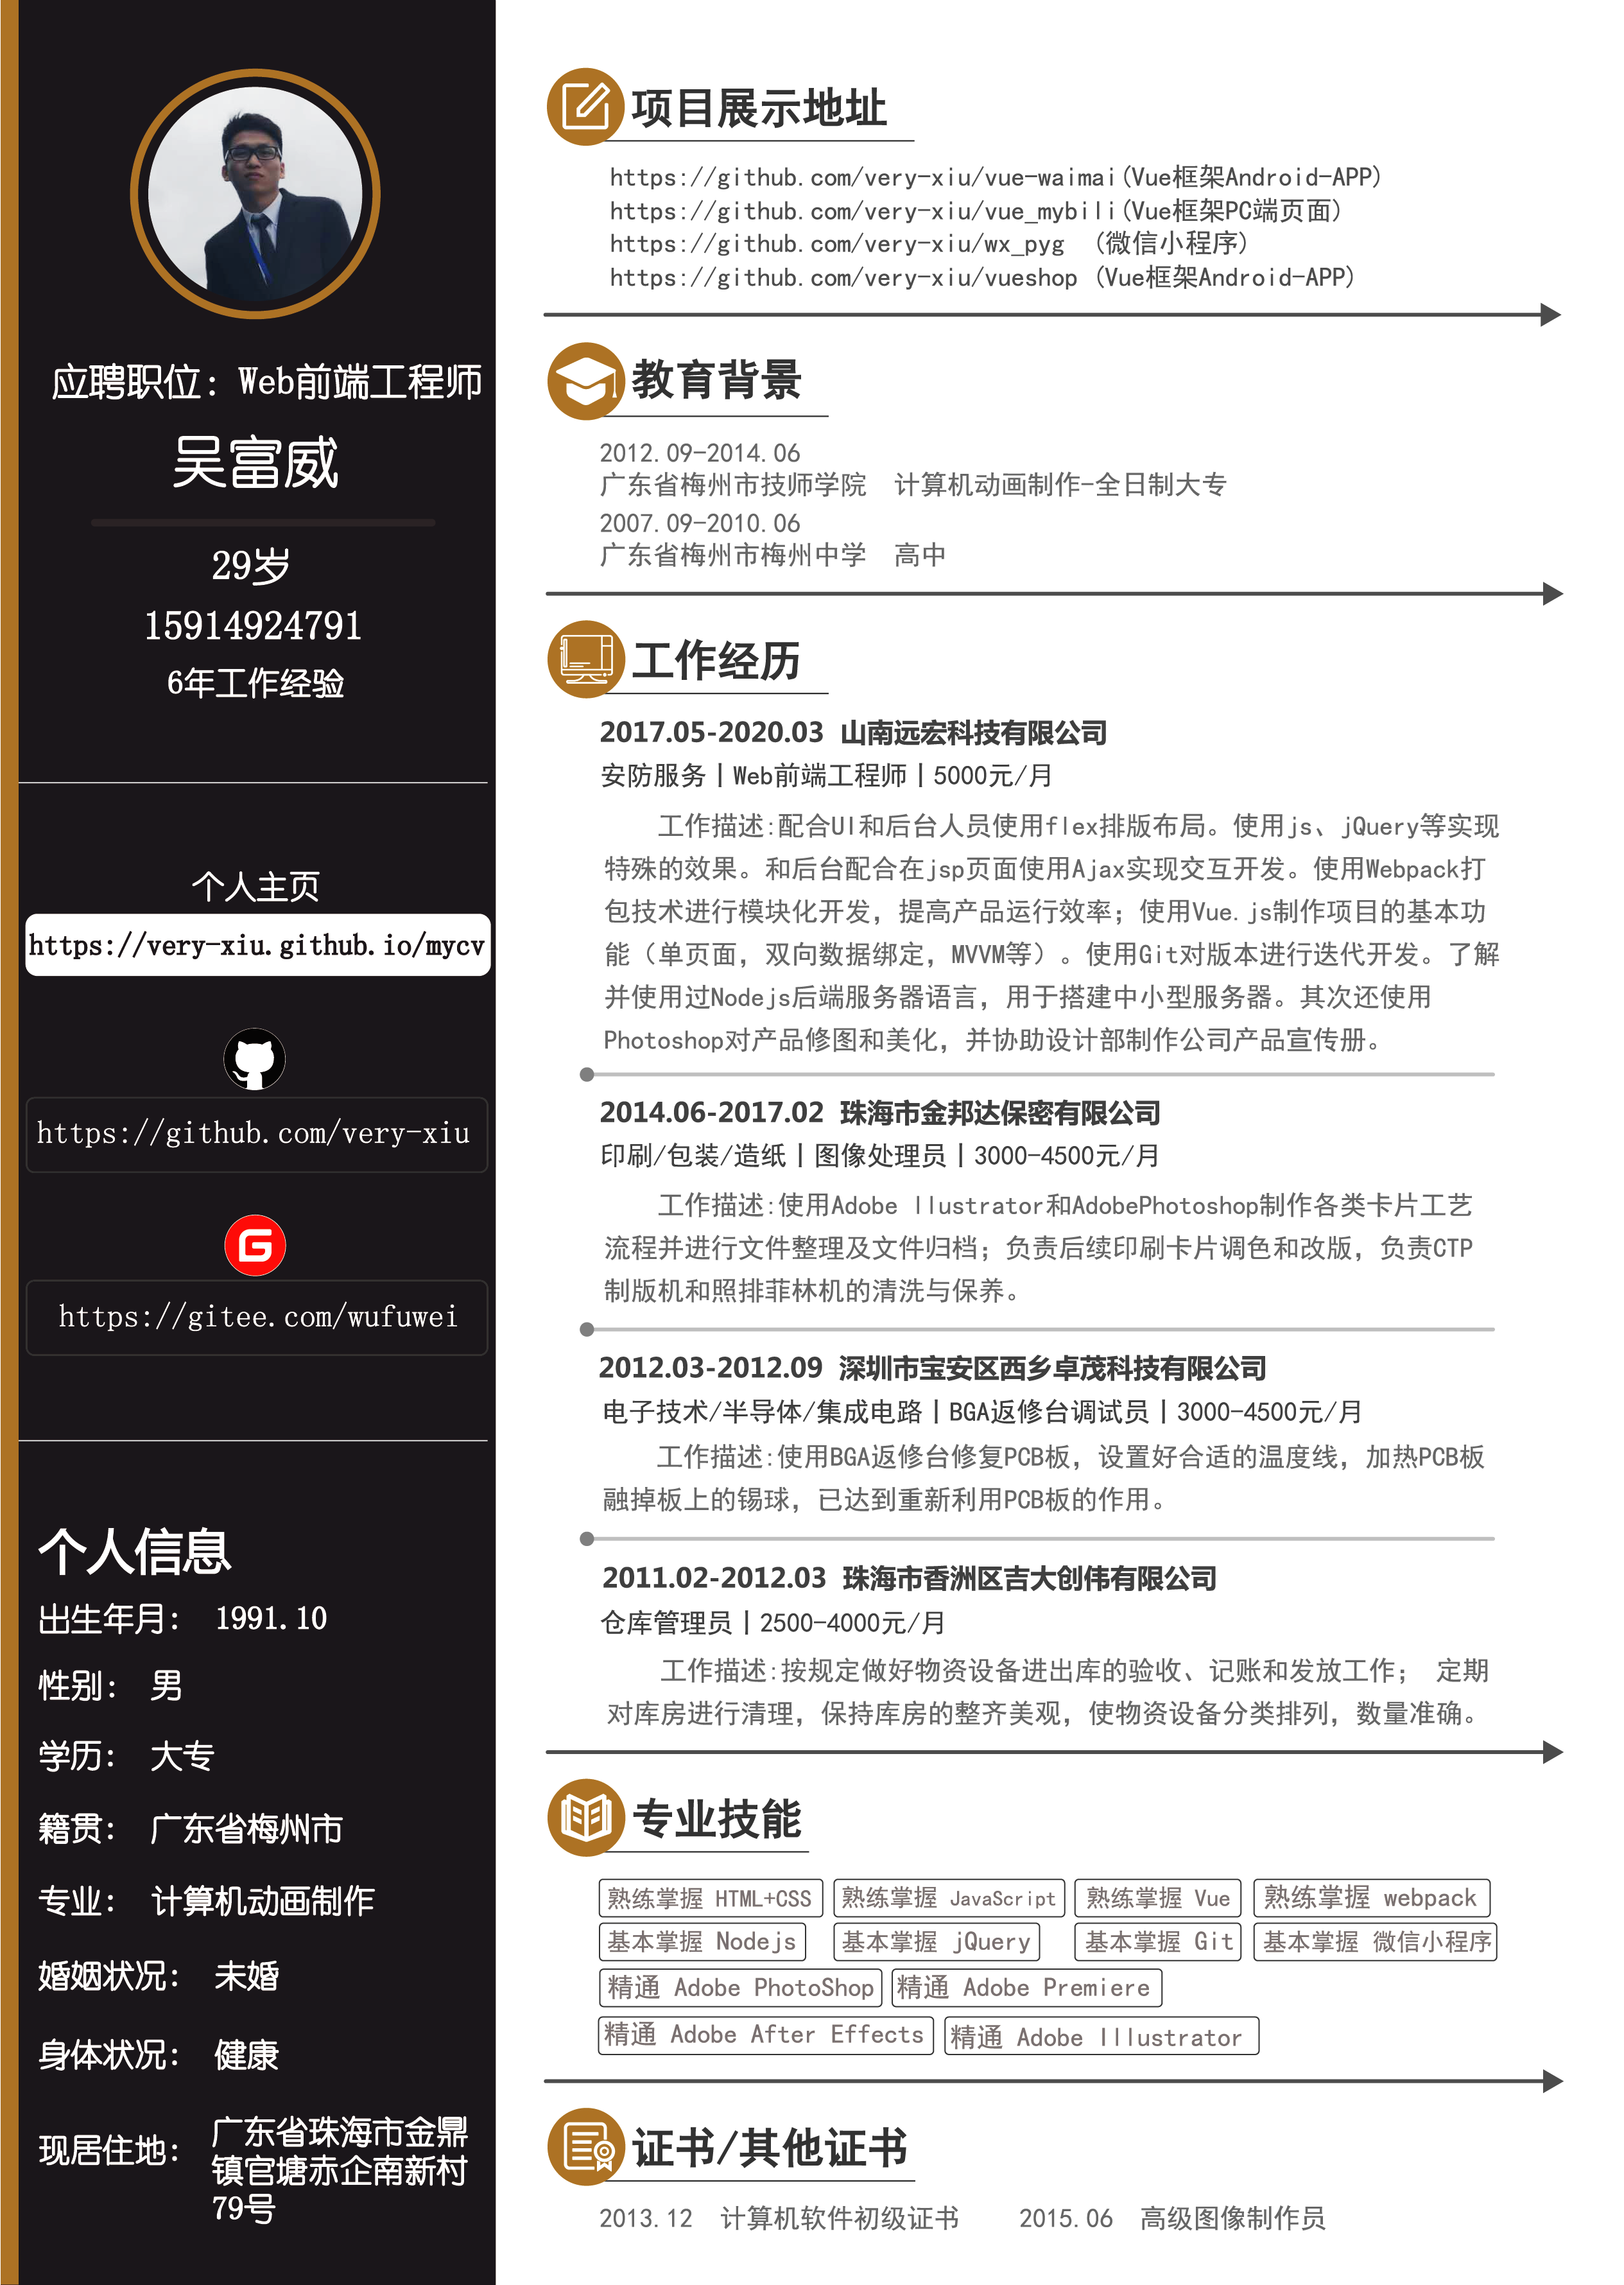 应聘职位：Web前端工程师
吴富威
29岁
15914924791
6年工作经验
个人主页
https://very-xiu.github.io/mycv
https://github.com/very-xiu
G
https://gitee.com/wufuwei
个人信息
出生年月： 1991.10
性别： 男
学历： 大专
籍贯： 广东省梅州市
专业： 计算机动画制作
婚姻状况： 未婚
身体状况： 健康
现居住地： 广东省珠海市金鼎
镇官塘赤企南新村
79号
项目展示地址
https://github.com/very-xiu/vue-waimai(Vue框架Android-APP)
https://github.com/very-xiu/vue_mybili(Vue框架PC端页面)
https://github.com/very-xiu/wx_pyg (微信小程序)
https://github.com/very-xiu/vueshop (Vue框架Android-APP)
教育背景
2012.09-2014.06
广东省梅州市技师学院 计算机动画制作-全日制大专
2007.09-2010.06
广东省梅州市梅州中学 高中
工作经历
2017.05-2020.03 山南远宏科技有限公司
安防服务|Web前端工程师|5000元/月
工作描述:配合UI和后台人员使用flex排版布局。使用js、jQuery等实现
特殊的效果。和后台配合在jsp页面使用Ajax实现交互开发。使用Webpack打
包技术进行模块化开发，提高产品运行效率；使用Vue.js制作项目的基本功
能（单页面，双向数据绑定，MVVM等）。使用Git对版本进行迭代开发。了解
并使用过Nodejs后端服务器语言，用于搭建中小型服务器。其次还使用
Photoshop对产品修图和美化，并协助设计部制作公司产品宣传册。
2014.06-2017.02 珠海市金邦达保密有限公司
印刷/包装/造纸|图像处理员|3000-4500元/月
工作描述:使用Adobe llustrator和AdobePhotoshop制作各类卡片工艺
流程并进行文件整理及文件归档；负责后续印刷卡片调色和改版，负责CTP
制版机和照排菲林机的清洗与保养。
2012.03-2012.09 深圳市宝安区西乡卓茂科技有限公司
电子技术/半导体/集成电路|BGA返修台调试员|3000-4500元/月
工作描述:使用BGA返修台修复PCB板，设置好合适的温度线，加热PCB板
融掉板上的锡球，已达到重新利用PCB板的作用。
2011.02-2012.03 珠海市香洲区吉大创伟有限公司
仓库管理员|2500-4000元/月
工作描述:按规定做好物资设备进出库的验收、记账和发放工作； 定期
对库房进行清理，保持库房的整齐美观，使物资设备分类排列，数量准确。
专业技能
熟练掌握 HTML+CSS 熟练掌握 JavaScript 熟练掌握 Vue 熟练掌握 webpack
基本掌握 Nodejs 基本掌握 jQuery 基本掌握 Git 基本掌握 微信小程序
精通 Adobe PhotoShop 精通 Adobe Premiere
精通 Adobe After Effects 精通 Adobe Illustrator
证书/其他证书
2013.12 计算机软件初级证书 2015.06 高级图像制作员